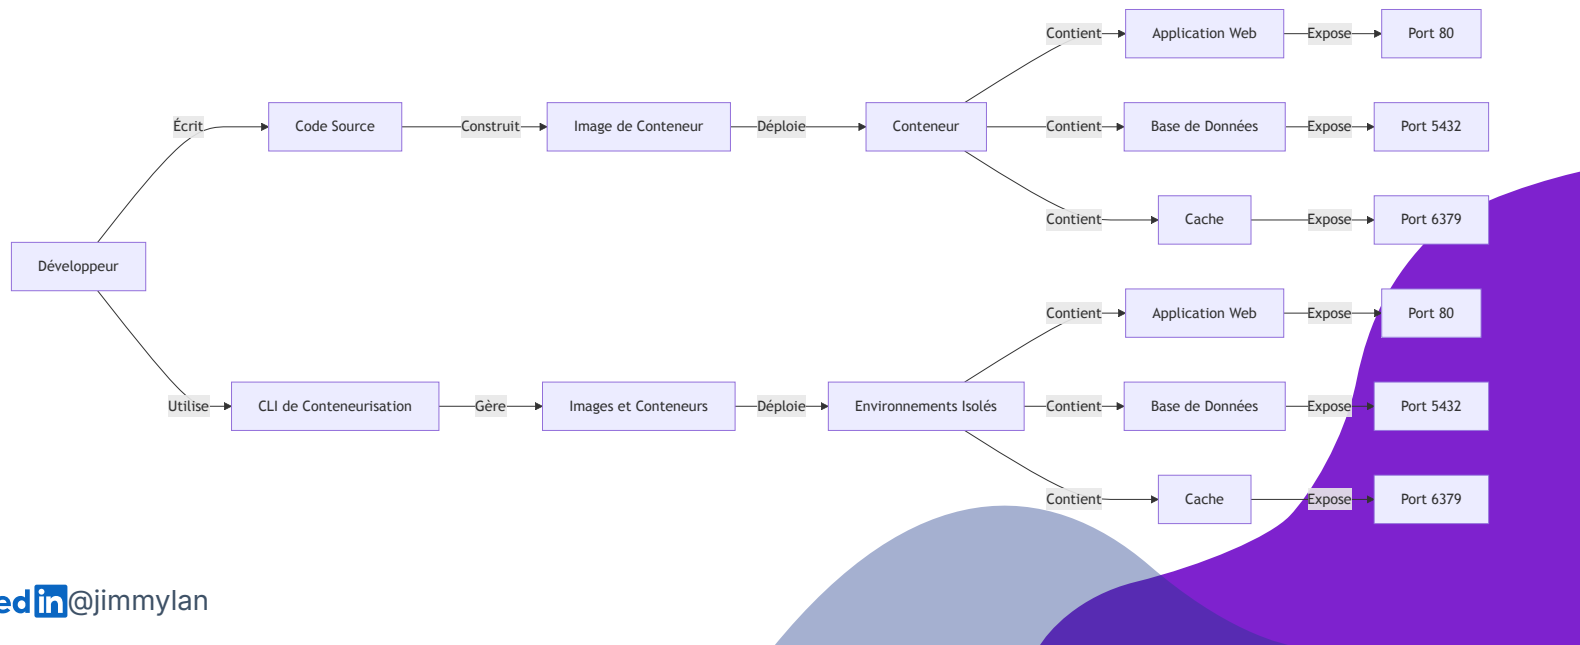 Contient
Application Web
Expose
Port 80
Écrit
Code Source
Construit
Image de Conteneur
Déploie
Conteneur
Contient
Base de Données
Expose
Port 5432
Contient
Cache
Expose
Port 6379
Développeur
Contient
Application Web
Expose
Port 80
Utilise
CLI de Conteneurisation
Gère
Images et Conteneurs
Déploie
Environnements Isolés
Contient
Base de Données
Expose
Port 5432
Contient
Cache
Expose
Port 6379
ed in @jimmylan